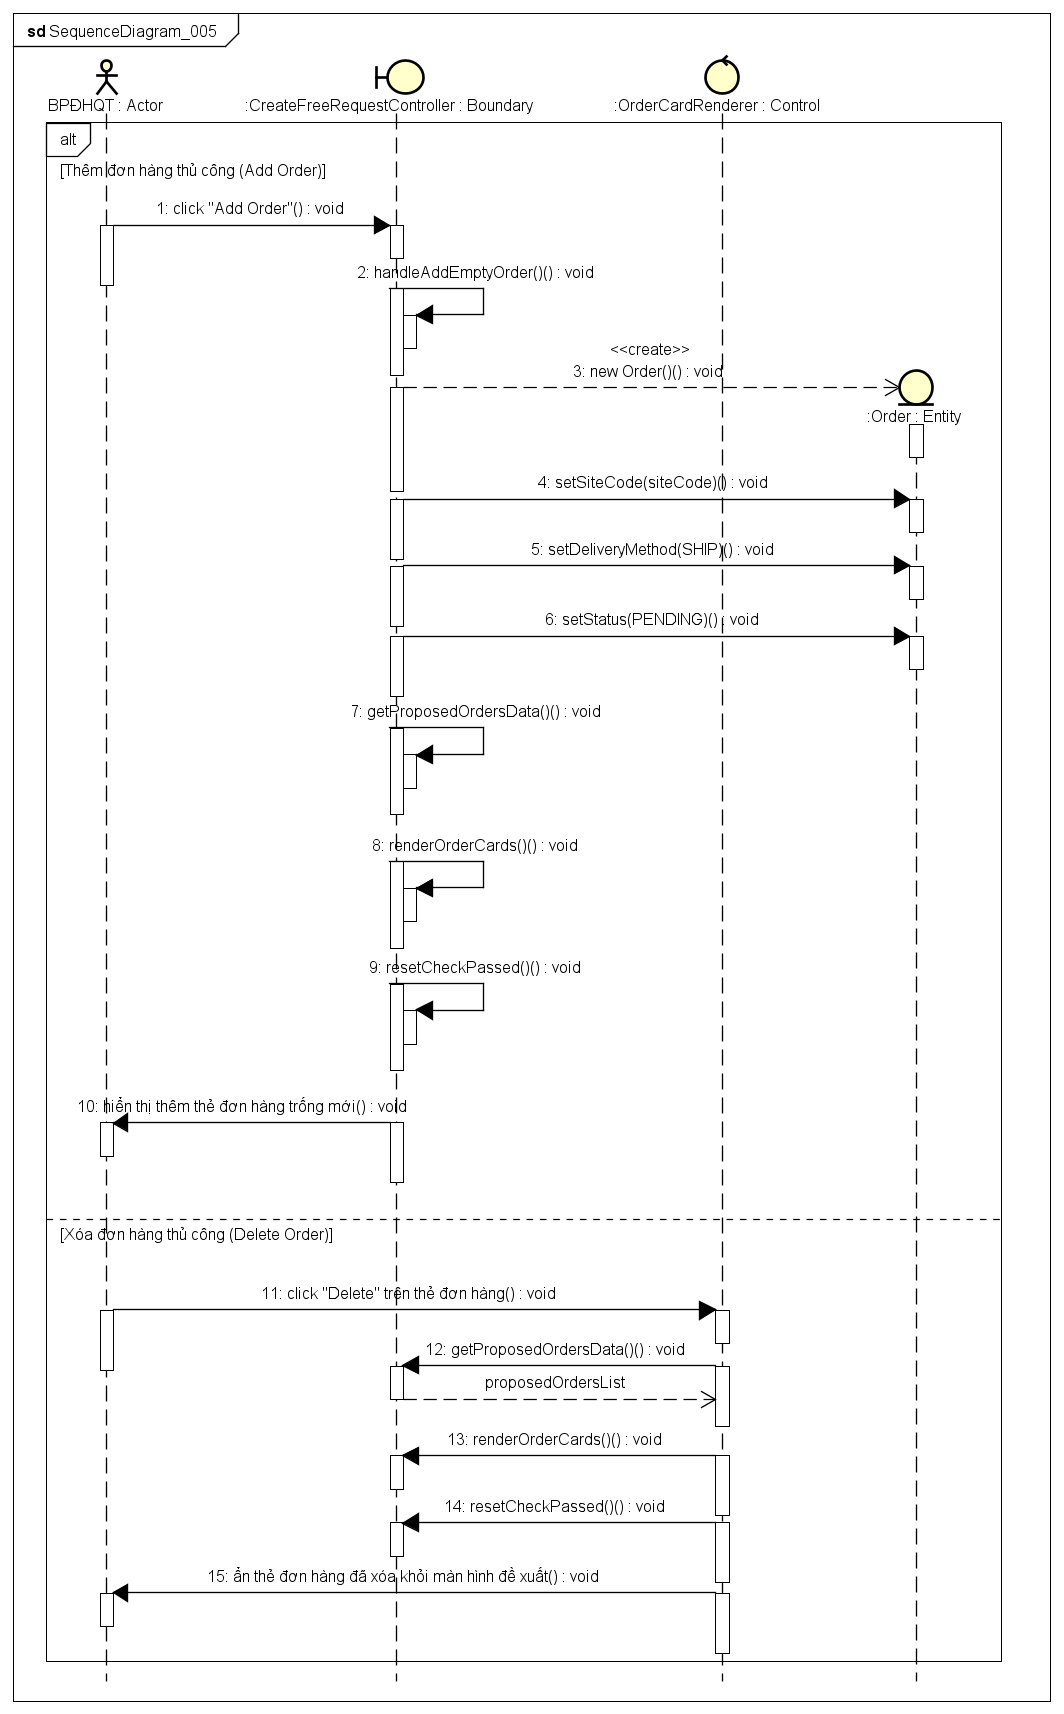 sd SequenceDiagram_005
BPĐHQT : Actor
:CreateFreeRequestController : Boundary
:OrderCardRenderer : Control
alt
[Thêm đơn hàng thủ công (Add Order)]
1: click "Add Order"() : void
2: handleAddEmptyOrder()() : void
<<create>>
3: new Order()() : void
:Order : Entity
4: setSiteCode(siteCode)() : void
5: setDeliveryMethod(SHIP)() : void
6: setStatus(PENDING)() : void
7: getProposedOrdersData()() : void
8: renderOrderCards()() : void
9: resetCheckPassed()() : void
10: hiển thị thêm thẻ đơn hàng trống mới() : void
[Xóa đơn hàng thủ công (Delete Order)]
11: click "Delete" trên thẻ đơn hàng() : void
12: getProposedOrdersData()() : void
proposedOrdersList
13: renderOrderCards()() : void
14: resetCheckPassed()() : void
15: ẩn thẻ đơn hàng đã xóa khỏi màn hình đề xuất() : void